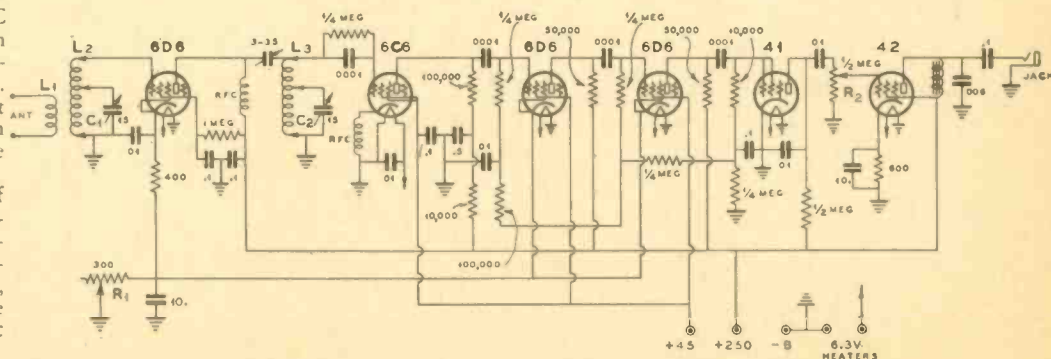 L1
ANT
L2
6D6
3-35
L3
1/4 MEG
0001
6C6
0001
1/4 MEG
100,000
6D6
50,000
0001
1/4 MEG
6D6
50,000
0001
10,000
41
01
1/2 MEG
R2
42
.1
JACK
006
C1
15
01
RFC
1 MEG
.1
.1
400
C2
15
RFC
01
.1
.5
01
10,000
100,000
1/4 MEG
.1
01
1/4 MEG
1/2 MEG
10.
600
300
R1
10.
+45
+250
-B
6.3V.
HEATERS